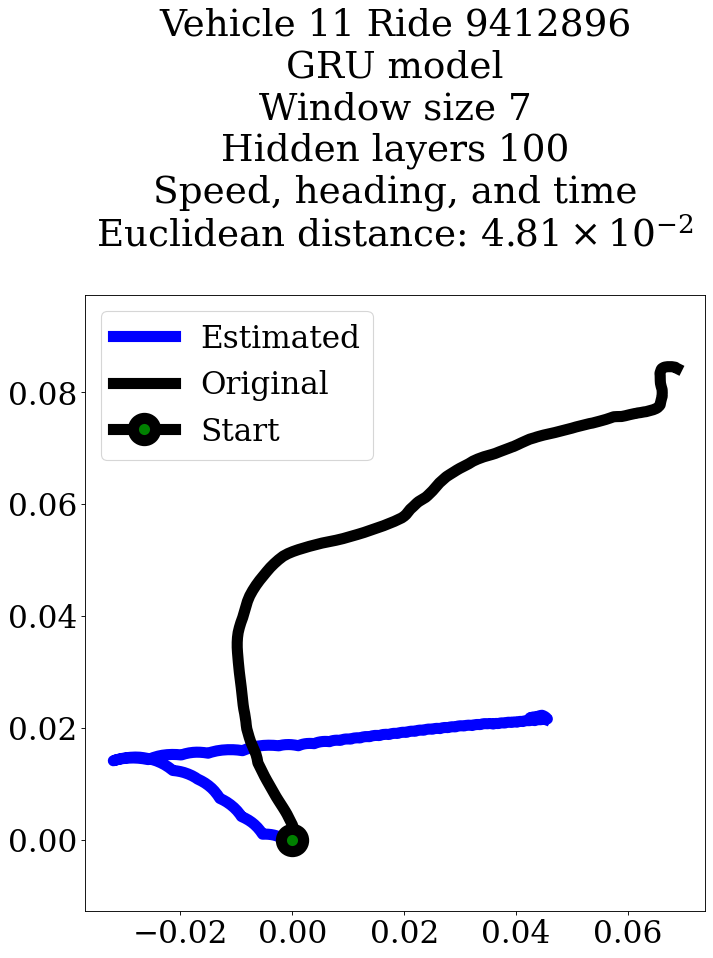 Vehicle 11 Ride 9412896
GRU model
Window size 7
Hidden layers 100
Speed, heading, and time
Euclidean distance: 4.81 × 10⁻²
Estimated
Original
Start
0.08
0.06
0.04
0.02
0.00
−0.02 0.00 0.02 0.04 0.06